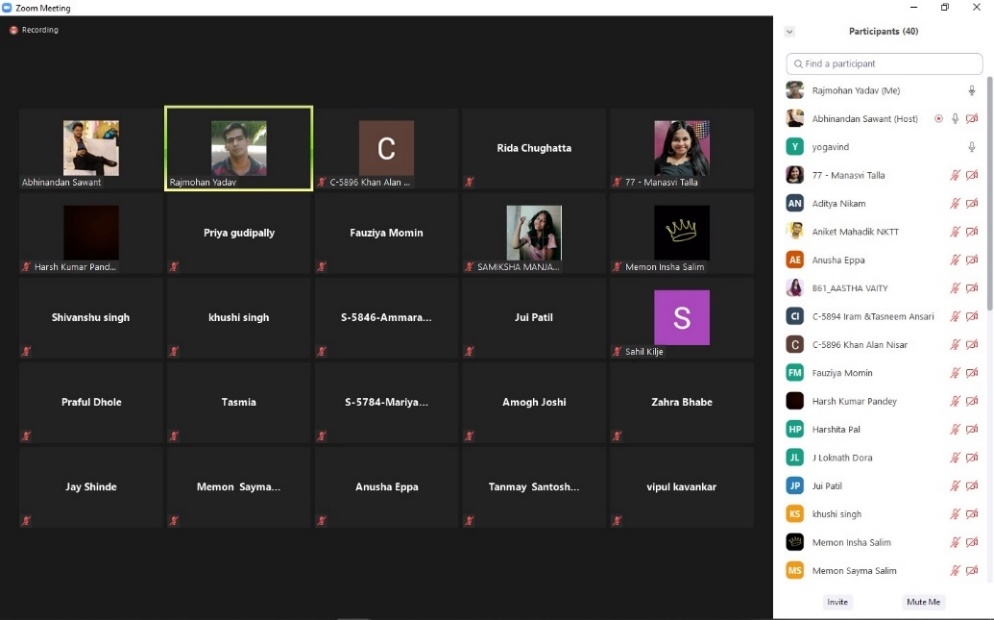 Zoom Meeting
Recording
Abhinandan Sawant
Rajmohan Yadav
C
C-5896 Khan Alan ...
Rida Chughatta
77 - Manasvi Talla
Harsh Kumar Pand...
Priya gudipally
Fauziya Momin
SAMIKSHA MANJA...
Memon Insha Salim
Shivanshu singh
khushi singh
S-5846-Ammara...
Jui Patil
S
Sahil Kilje
Praful Dhole
Tasmia
S-5784-Mariya...
Amogh Joshi
Zahra Bhabe
Jay Shinde
Memon Sayma...
Anusha Eppa
Tanmay Santosh...
vipul kavankar
Participants (40)
Find a participant
Rajmohan Yadav (Me)
Abhinandan Sawant (Host)
Y yogavind
77 - Manasvi Talla
AN Aditya Nikam
Aniket Mahadik NKTT
AE Anusha Eppa
861_AASTHA VAITY
CI C-5894 Iram &Tasneem Ansari
C C-5896 Khan Alan Nisar
FM Fauziya Momin
Harsh Kumar Pandey
HP Harshita Pal
JL J Loknath Dora
JP Jui Patil
KS khushi singh
Memon Insha Salim
MS Memon Sayma Salim
Invite Mute Me